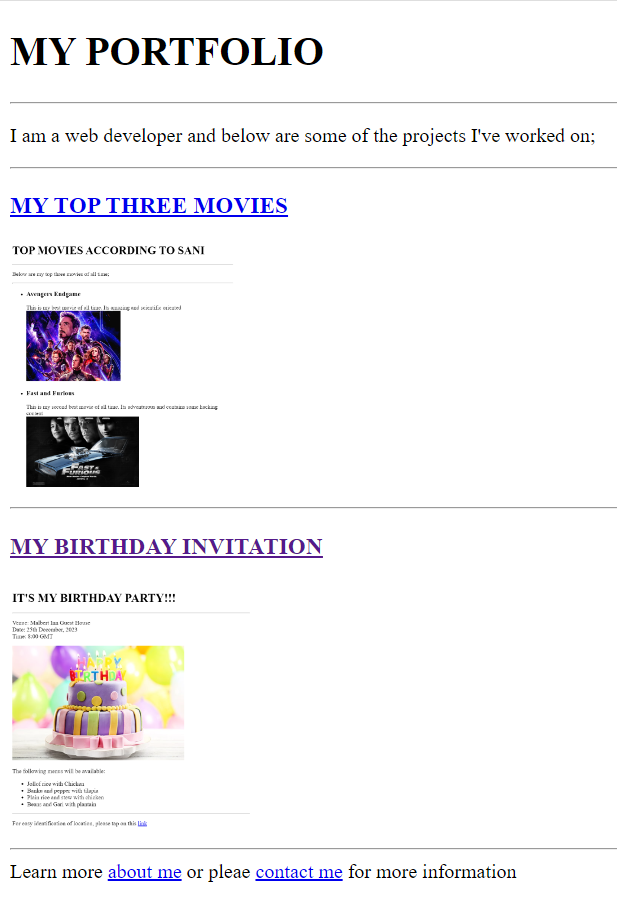 MY PORTFOLIO
I am a web developer and below are some of the projects I've worked on;
MY TOP THREE MOVIES
TOP MOVIES ACCORDING TO SANI
Below are my top three movies of all time:
Avengers Endgame
This is my best movie of all time. Its amazing and scientific oriented
Fast and Furious
This is my second best movie of all time. Its adventurous and contains some hacking
content
FAST &
FURIOUS
MY BIRTHDAY INVITATION
IT'S MY BIRTHDAY PARTY!!!
Venue: Malbert Inn Guest House
Date: 25th December, 2023
Time: 8:00 GMT
HAPPY
BIRTHDAY
The following menus will be available:
Jollof rice with Chicken
Banku and pepper with tilapia
Plain rice and stew with chicken
Beans and Gari with plantain
For easy identification of location, please tap on this link
Learn more about me or pleae contact me for more information